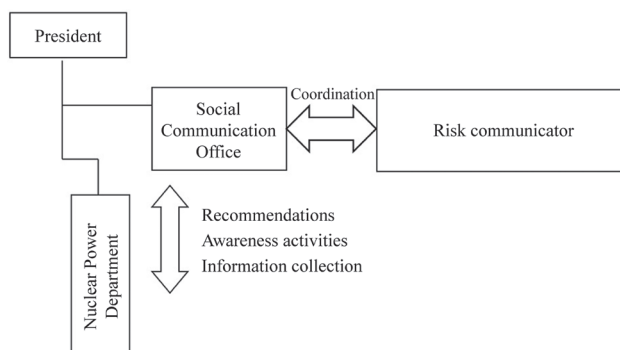 President
Coordination
Social
Communication
Office
Risk communicator
Recommendations
Awareness activities
Information collection
Nuclear Power
Department